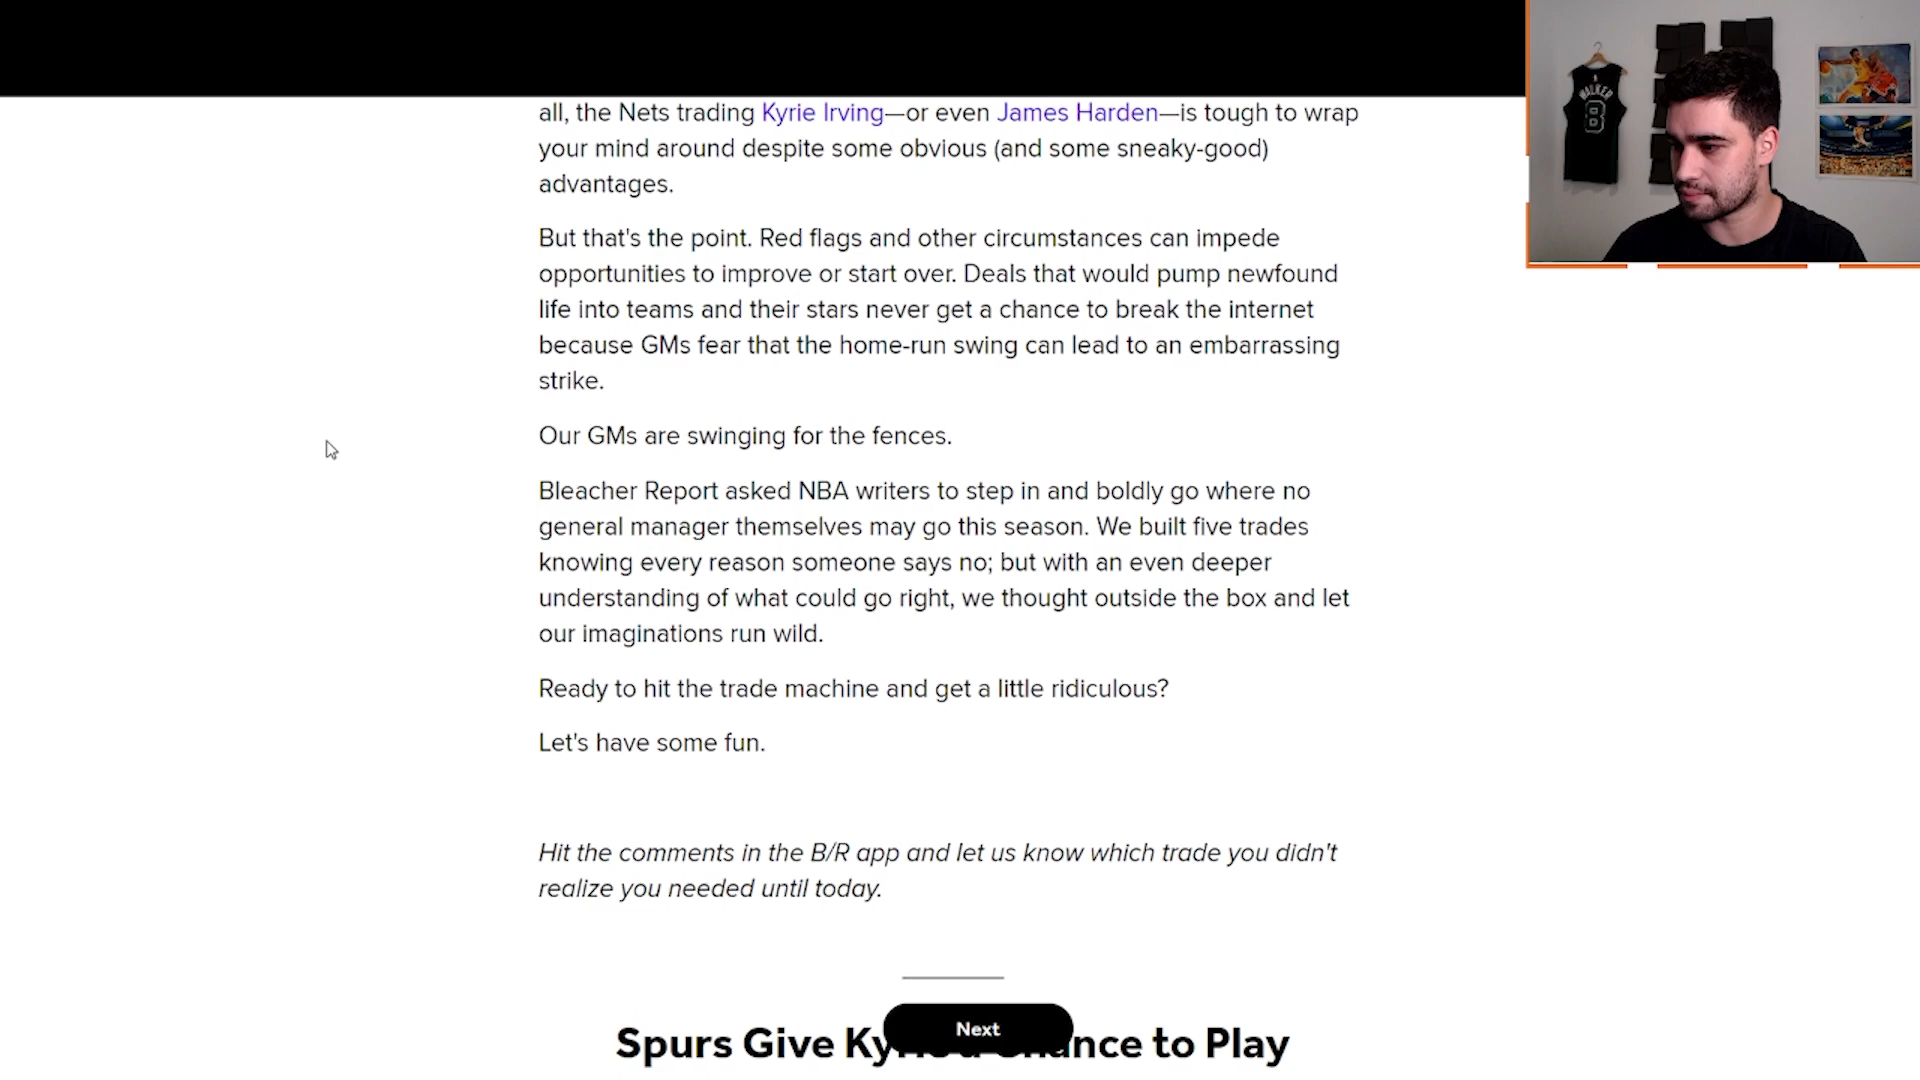 all, the Nets trading Kyrie Irving—or even James Harden—is tough to wrap
your mind around despite some obvious (and some sneaky-good)
advantages.
But that's the point. Red flags and other circumstances can impede
opportunities to improve or start over. Deals that would pump newfound
life into teams and their stars never get a chance to break the internet
because GMs fear that the home-run swing can lead to an embarrassing
strike.
Our GMs are swinging for the fences.
Bleacher Report asked NBA writers to step in and boldly go where no
general manager themselves may go this season. We built five trades
knowing every reason someone says no; but with an even deeper
understanding of what could go right, we thought outside the box and let
our imaginations run wild.
Ready to hit the trade machine and get a little ridiculous?
Let's have some fun.
Hit the comments in the B/R app and let us know which trade you didn't
realize you needed until today.
Next
Spurs Give Kyrie a Chance to Play
WALKER
8